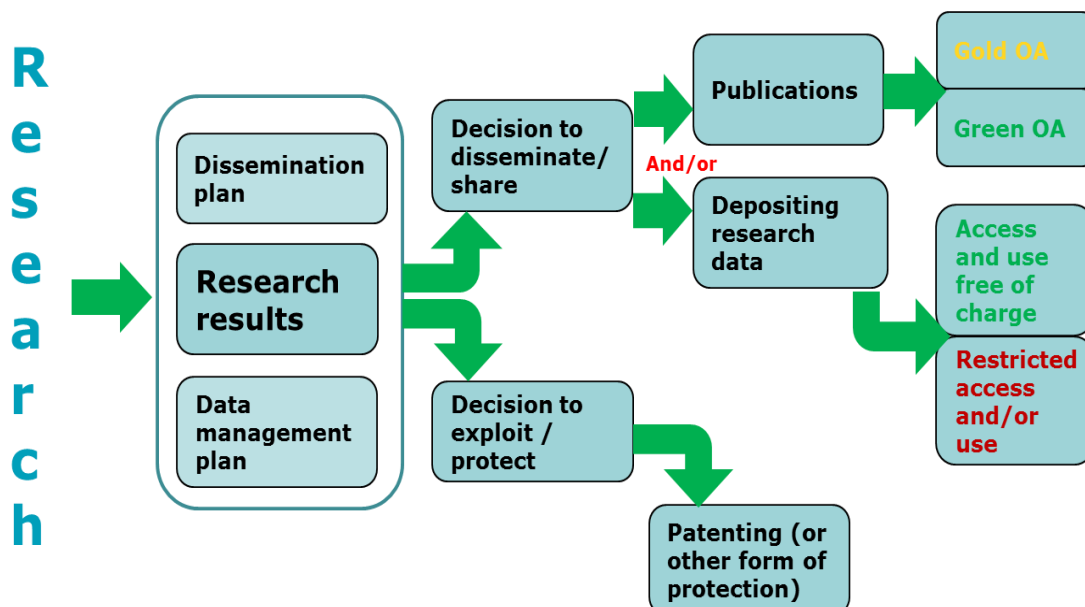 Research
Dissemination
plan
Research
results
Data
management
plan
Decision to
disseminate/
share
And/or
Decision to
exploit /
protect
Publications
Depositing
research
data
Patenting (or
other form of
protection)
Gold OA
Green OA
Access
and use
free of
charge
Restricted
access
and/or
use